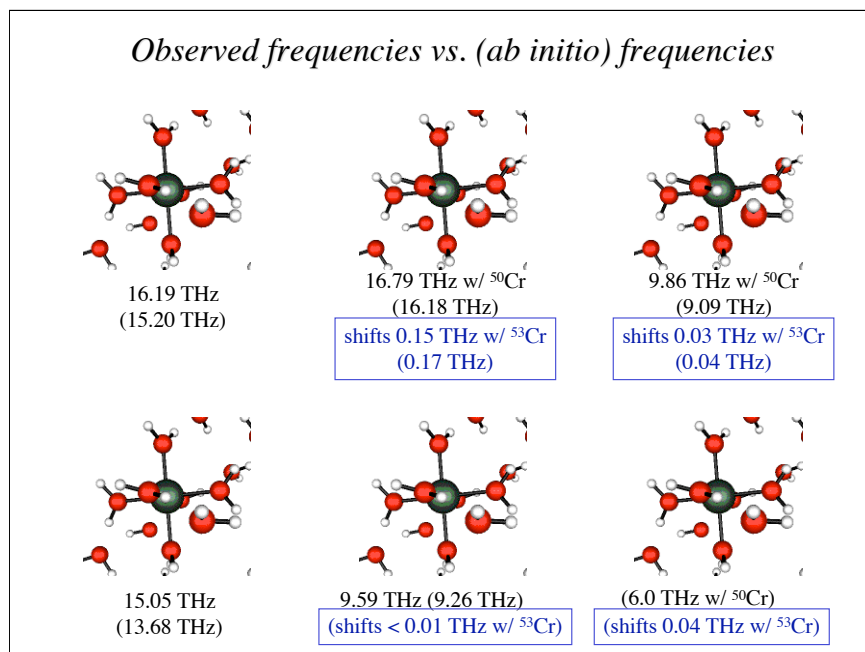 Observed frequencies vs. (ab initio) frequencies
16.19 THz
(15.20 THz)
16.79 THz w/ ⁵⁰Cr
(16.18 THz)
shifts 0.15 THz w/ ⁵³Cr
(0.17 THz)
9.86 THz w/ ⁵⁰Cr
(9.09 THz)
shifts 0.03 THz w/ ⁵³Cr
(0.04 THz)
15.05 THz
(13.68 THz)
9.59 THz (9.26 THz)
(shifts < 0.01 THz w/ ⁵³Cr)
(6.0 THz w/ ⁵⁰Cr)
(shifts 0.04 THz w/ ⁵³Cr)